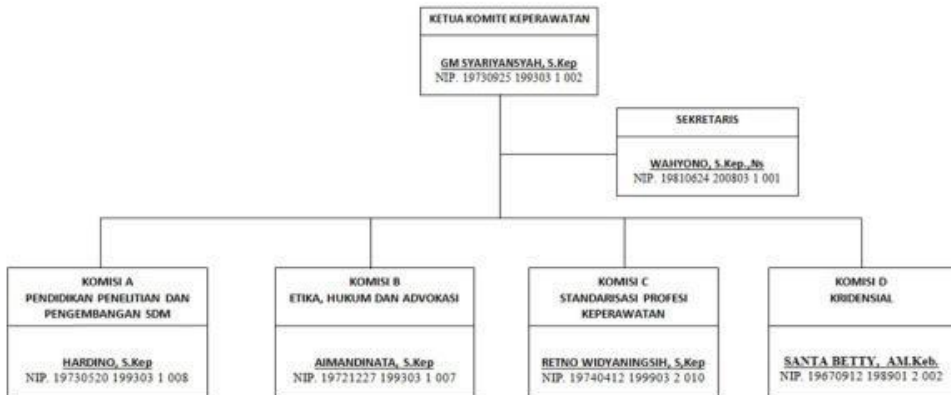 KETUA KOMITE KEPERAWATAN
GM SYARIYANSYAH, S.Kep
NIP. 19730925 199303 1 002
SEKRETARIS
WAHYONO, S.Kep.,Ns
NIP. 19810624 200803 1 001
KOMISI A
PENDIDIKAN PENELITIAN DAN
PENGEMBANGAN SDM
HARDINO, S.Kep
NIP. 19730520 199303 1 008
KOMISI B
ETIKA, HUKUM DAN ADVOKASI
AIMANDINATA, S.Kep
NIP. 19721227 199303 1 007
KOMISI C
STANDARISASI PROFESI
KEPERAWATAN
RETNO WIDYANINGSIH, S,Kep
NIP. 19740412 199903 2 010
KOMISI D
KRIDENSIAL
SANTA BETTY, AM.Keb.
NIP. 19670912 198901 2 002